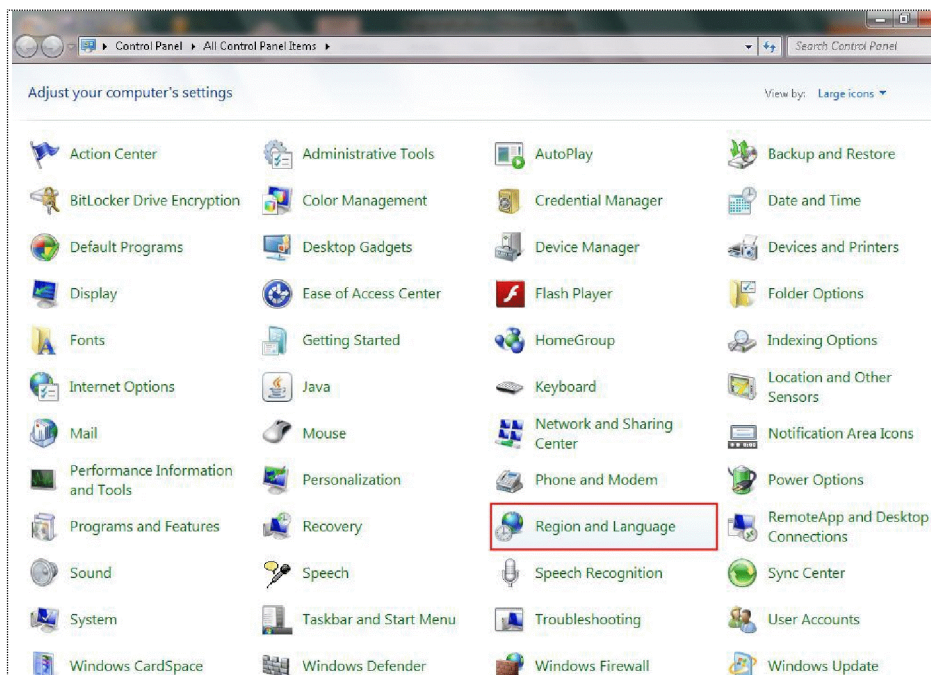 Control Panel ▸ All Control Panel Items ▸ Search Control Panel
Adjust your computer's settings View by: Large icons
Action Center Administrative Tools AutoPlay Backup and Restore
BitLocker Drive Encryption Color Management Credential Manager Date and Time
Default Programs Desktop Gadgets Device Manager Devices and Printers
Display Ease of Access Center Flash Player Folder Options
Fonts Getting Started HomeGroup Indexing Options
Internet Options Java Keyboard Location and Other
Sensors
Mail Mouse Network and Sharing
Center Notification Area Icons
Performance Information
and Tools Personalization Phone and Modem Power Options
Programs and Features Recovery Region and Language RemoteApp and Desktop
Connections
Sound Speech Speech Recognition Sync Center
System Taskbar and Start Menu Troubleshooting User Accounts
Windows CardSpace Windows Defender Windows Firewall Windows Update